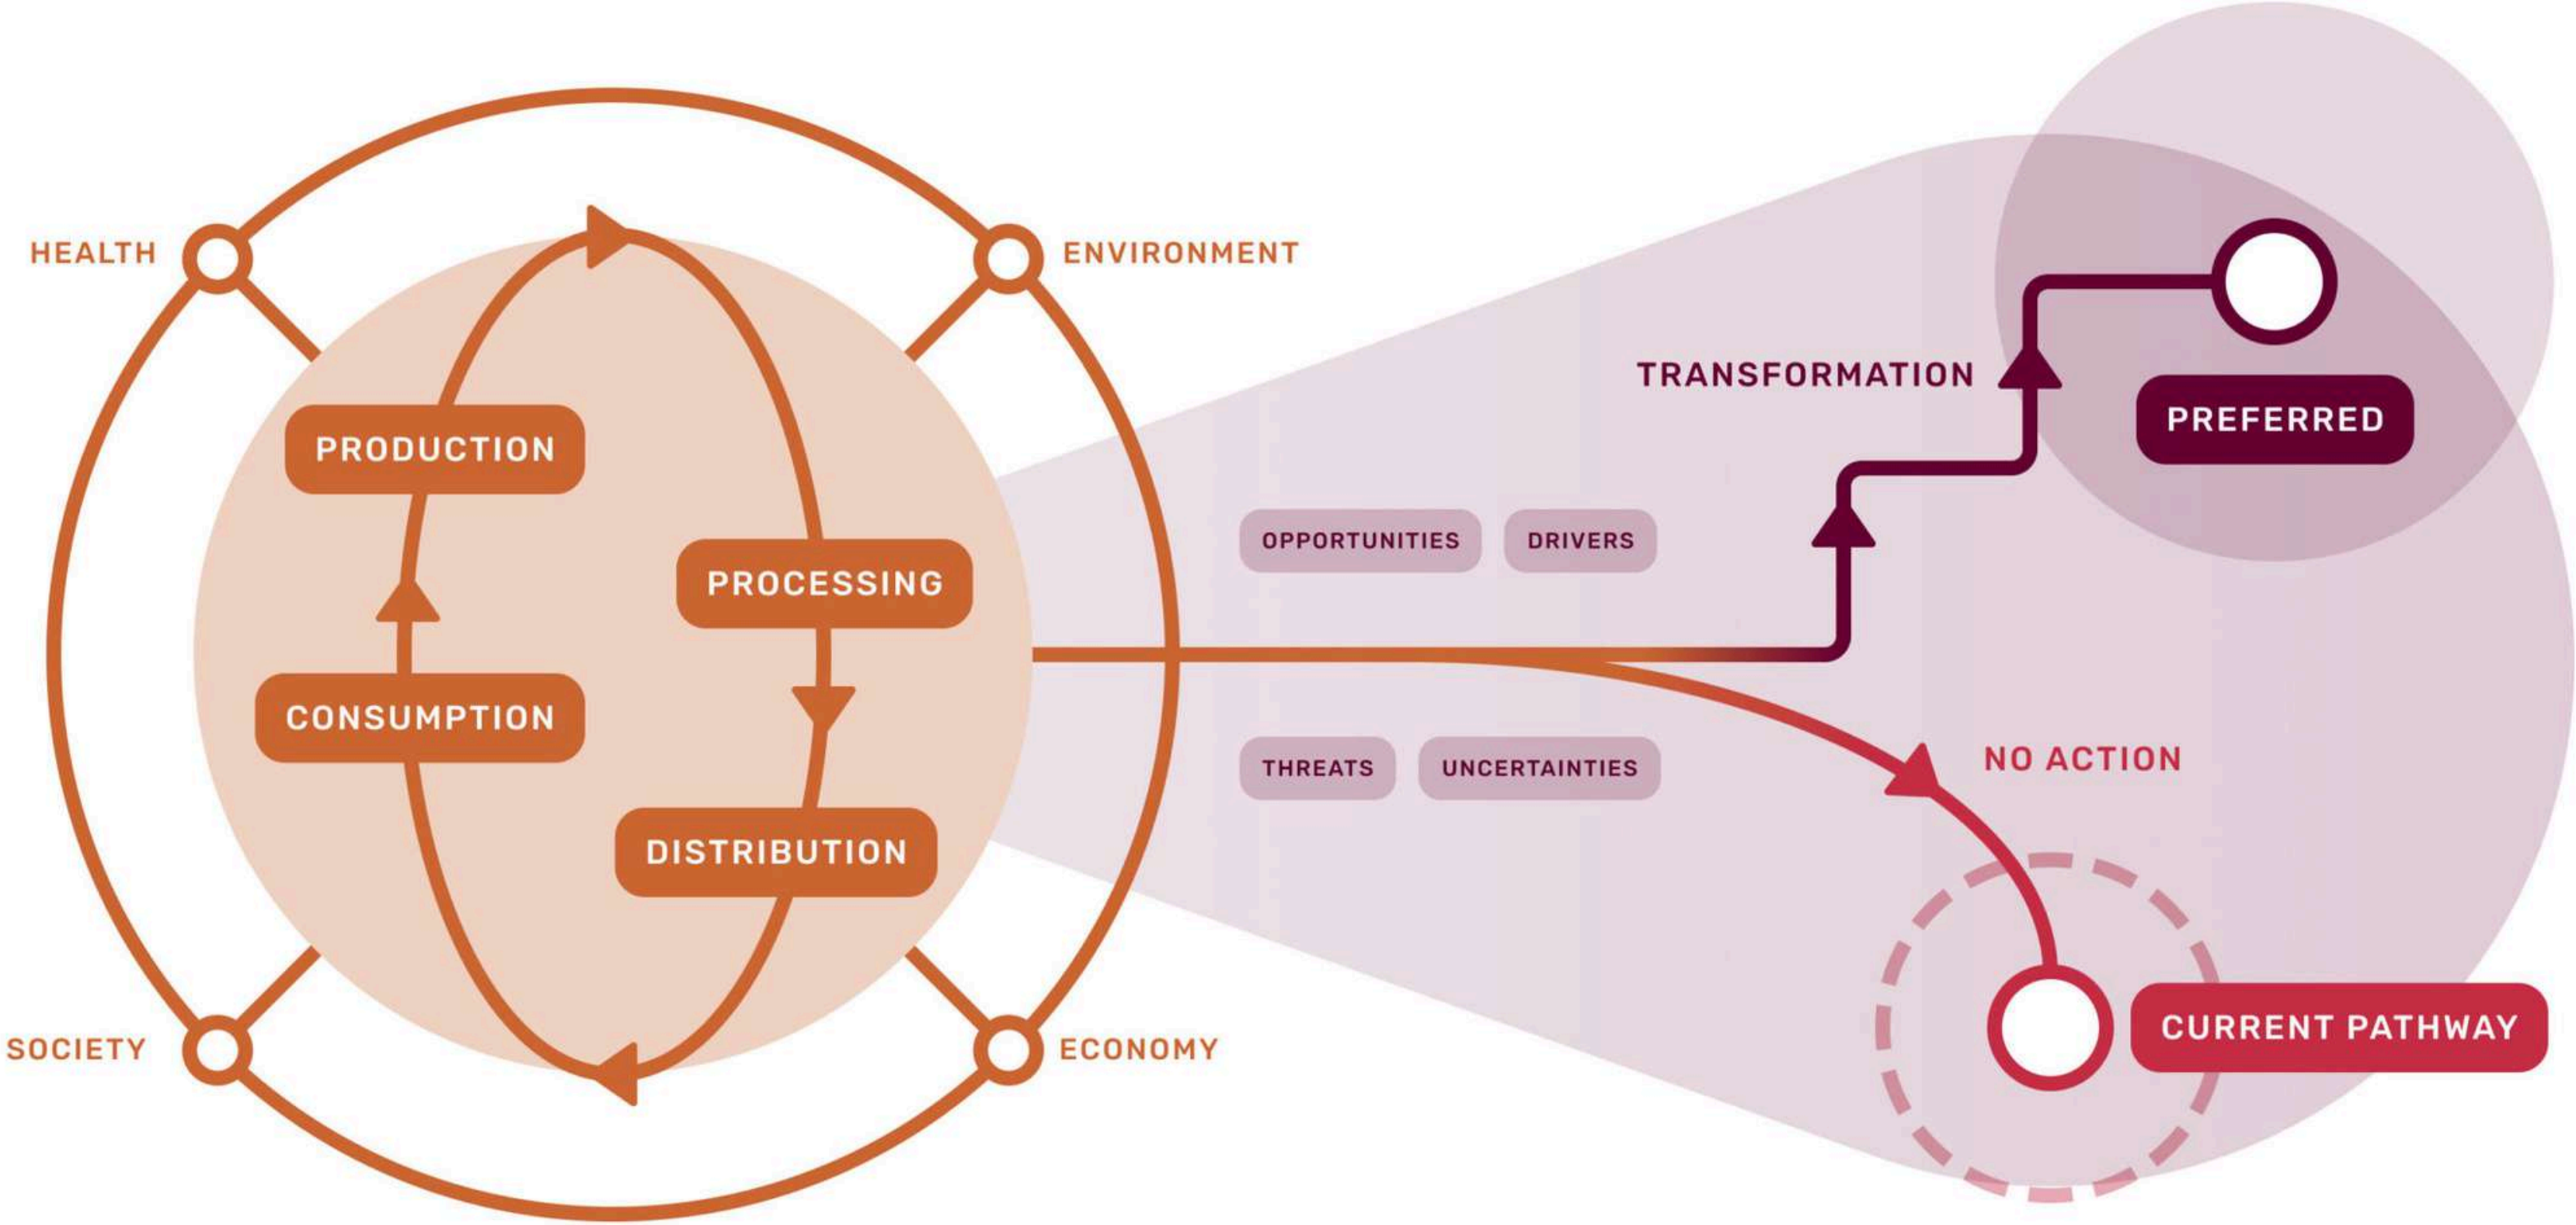 HEALTH
ENVIRONMENT
PRODUCTION
PROCESSING
CONSUMPTION
DISTRIBUTION
SOCIETY
ECONOMY
OPPORTUNITIES
DRIVERS
THREATS
UNCERTAINTIES
TRANSFORMATION
PREFERRED
NO ACTION
CURRENT PATHWAY